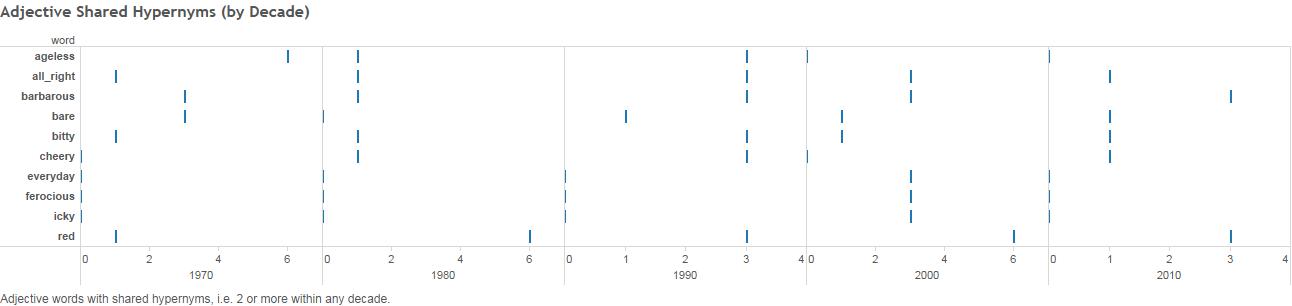 Adjective Shared Hypernyms (by Decade)
word
ageless
all_right
barbarous
bare
bitty
cheery
everyday
ferocious
icky
red
0 2 4 6 0 2 4 6 0 1 2 3 4 0 2 4 6 0 1 2 3 4
1970 1980 1990 2000 2010
Adjective words with shared hypernyms, i.e. 2 or more within any decade.